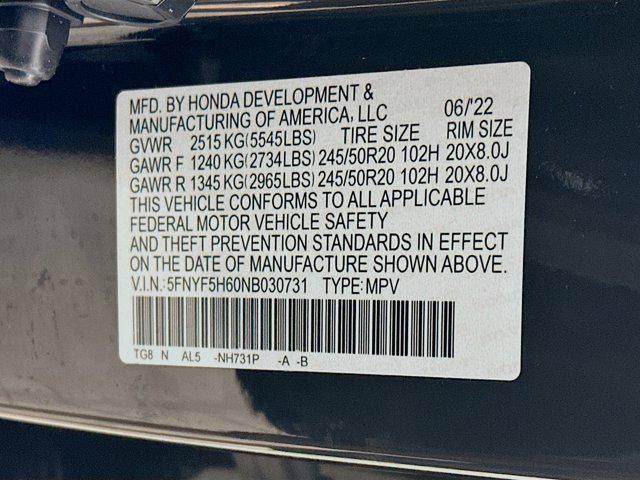 MFD. BY HONDA DEVELOPMENT &
MANUFACTURING OF AMERICA, LLC 06/'22
GVWR 2515 KG(5545LBS) TIRE SIZE RIM SIZE
GAWR F 1240 KG(2734LBS) 245/50R20 102H 20X8.0J
GAWR R 1345 KG(2965LBS) 245/50R20 102H 20X8.0J
THIS VEHICLE CONFORMS TO ALL APPLICABLE
FEDERAL MOTOR VEHICLE SAFETY
AND THEFT PREVENTION STANDARDS IN EFFECT
ON THE DATE OF MANUFACTURE SHOWN ABOVE.
V.I.N.: 5FNYF5H60NB030731 TYPE: MPV
TG8 N AL5 -NH731P -A -B